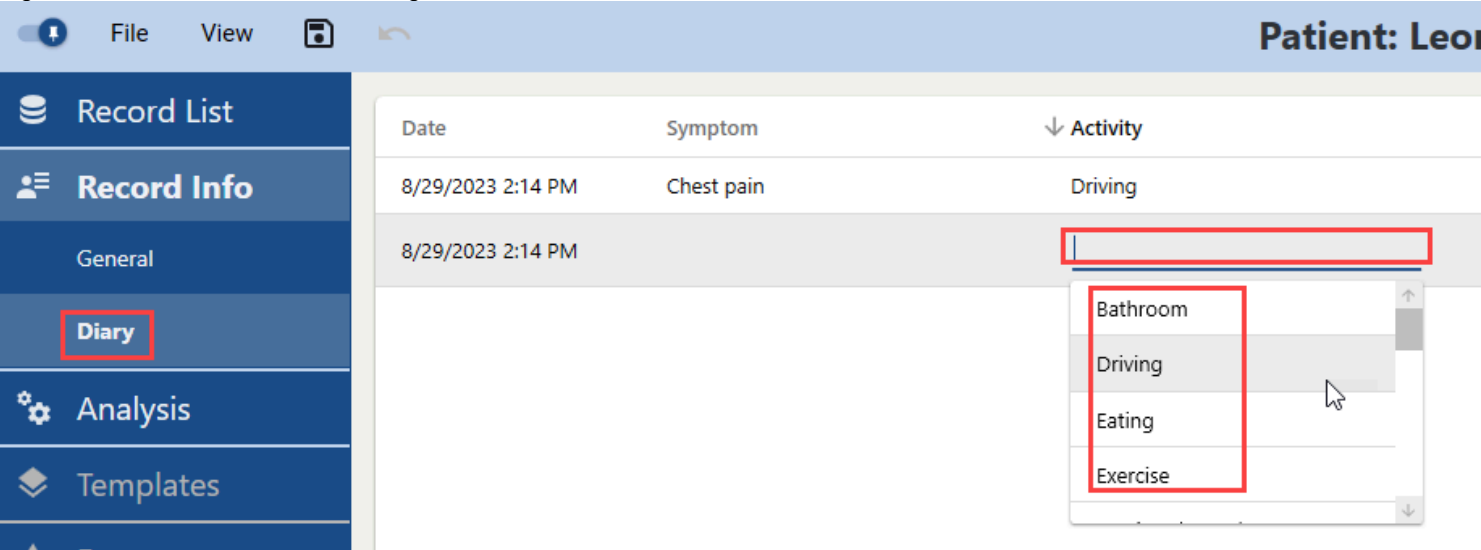 File View Patient: Leo
Record List
Record Info
General
Diary
Analysis
Templates
Date Symptom Activity
8/29/2023 2:14 PM Chest pain Driving
8/29/2023 2:14 PM
Bathroom
Driving
Eating
Exercise